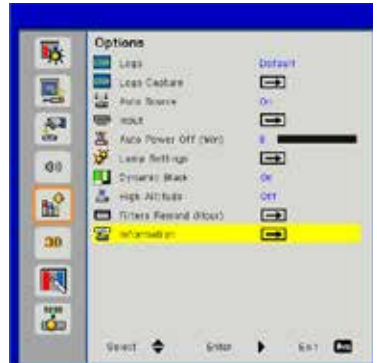 Options
Logo Default
Logo Capture
Auto Source On
Input
Auto Power Off (Min) 0
Lamp Settings
Dynamic Black On
High Altitude Off
Filters Remind (Hour)
Information
3D
Select Enter Exit